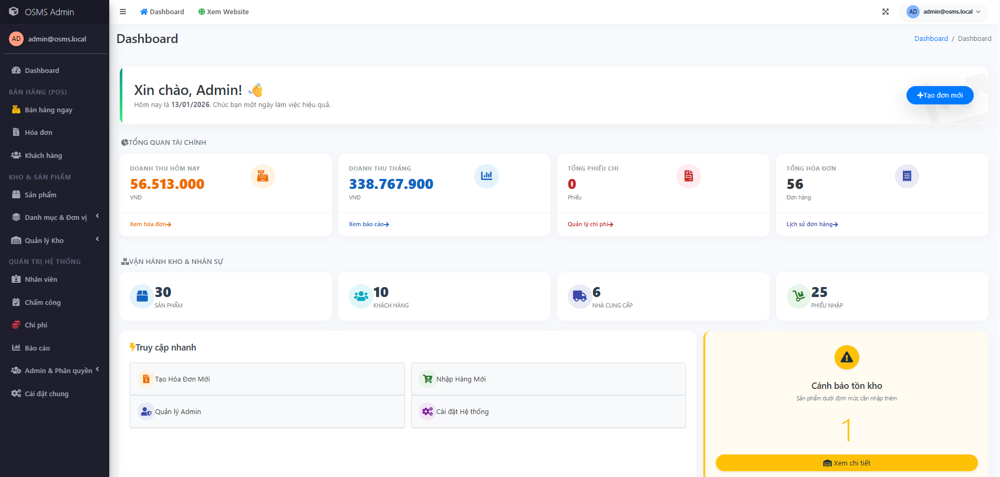 OSMS Admin
Dashboard
Xem Website
AD
admin@osms.local
AD
admin@osms.local
Dashboard
Dashboard / Dashboard
Dashboard
BÁN HÀNG (POS)
Bán hàng ngay
Hóa đơn
Khách hàng
KHO & SẢN PHẨM
Sản phẩm
Danh mục & Đơn vị
Quản lý Kho
QUẢN TRỊ HỆ THỐNG
Nhân viên
Chấm công
Chi phí
Báo cáo
Admin & Phân quyền
Cài đặt chung
Xin chào, Admin! 👋
Hôm nay là 13/01/2026. Chúc bạn một ngày làm việc hiệu quả.
Tạo đơn mới
TỔNG QUAN TÀI CHÍNH
DOANH THU HÔM NAY
56.513.000
VNĐ
Xem hóa đơn
DOANH THU THÁNG
338.767.900
VNĐ
Xem báo cáo
TỔNG PHIẾU CHI
0
Phiếu
Quản lý chi phí
TỔNG HÓA ĐƠN
56
Đơn hàng
Lịch sử đơn hàng
VẬN HÀNH KHO & NHÂN SỰ
30
SẢN PHẨM
10
KHÁCH HÀNG
6
NHÀ CUNG CẤP
25
PHIẾU NHẬP
Truy cập nhanh
Tạo Hóa Đơn Mới
Nhập Hàng Mới
Quản lý Admin
Cài đặt Hệ thống
Cảnh báo tồn kho
Sản phẩm dưới định mức cần nhập thêm
1
Xem chi tiết